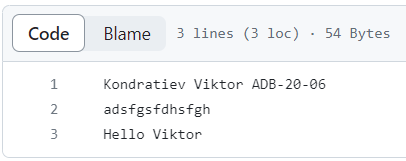 Code Blame 3 lines (3 loc) · 54 Bytes
1 Kondratiev Viktor ADB-20-06
2 adsfgsfdhsfgh
3 Hello Viktor